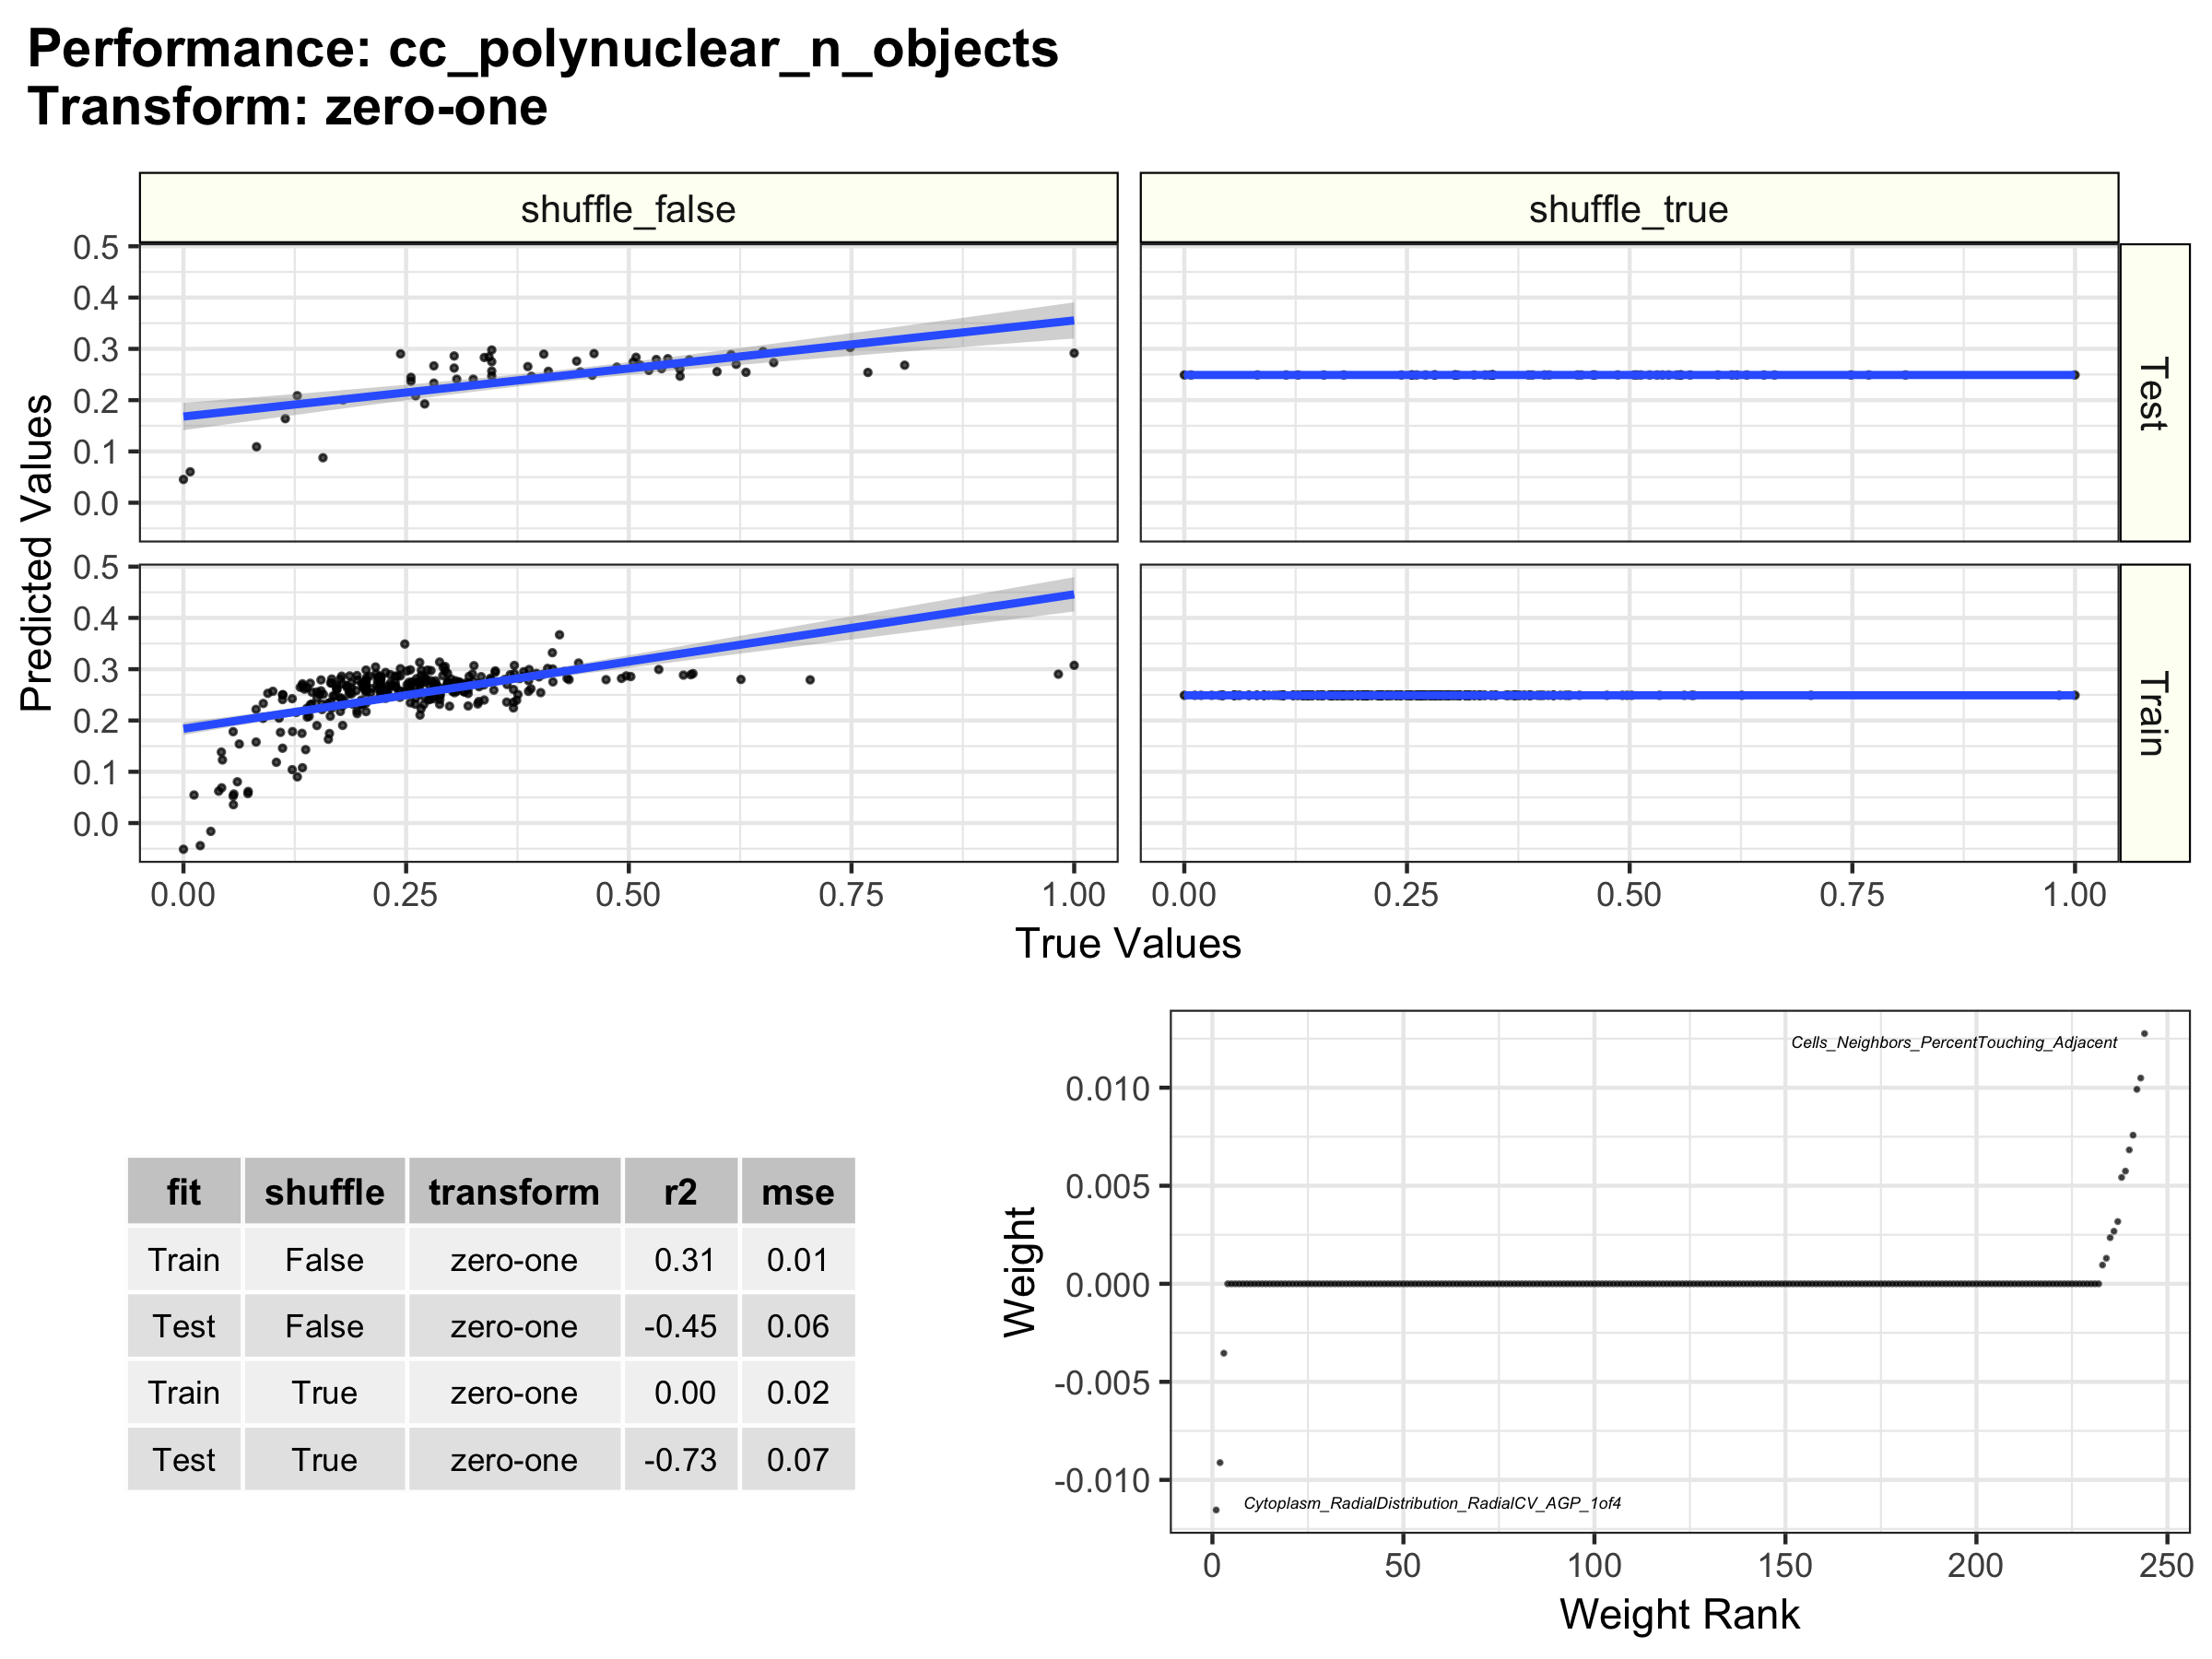 Performance: cc_polynuclear_n_objects
Transform: zero-one
shuffle_false
shuffle_true
0.5
0.4
0.3
0.2
0.1
0.0
Test
Predicted Values
0.5
0.4
0.3
0.2
0.1
0.0
Train
0.00 0.25 0.50 0.75 1.00
0.00 0.25 0.50 0.75 1.00
True Values
fit shuffle transform r2 mse
Train False zero-one 0.31 0.01
Test False zero-one -0.45 0.06
Train True zero-one 0.00 0.02
Test True zero-one -0.73 0.07
Cells_Neighbors_PercentTouching_Adjacent
0.010
0.005
0.000
-0.005
-0.010
Weight
Cytoplasm_RadialDistribution_RadialCV_AGP_1of4
0 50 100 150 200 250
Weight Rank